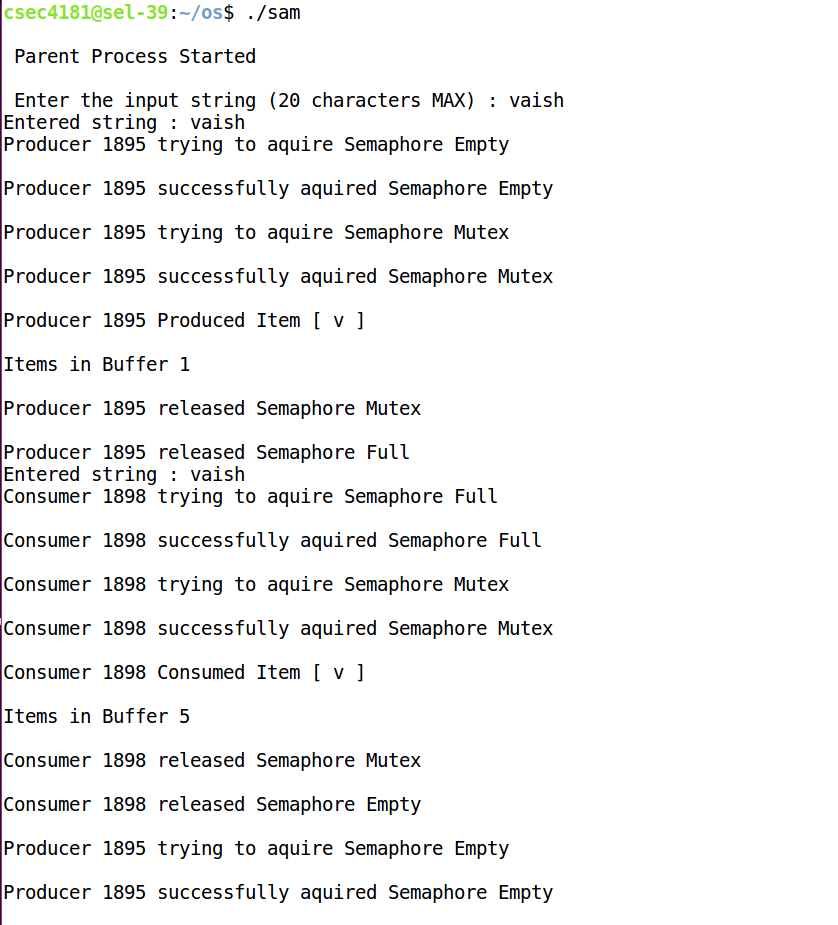 csec4181@sel-39:~/os$ ./sam
Parent Process Started
Enter the input string (20 characters MAX) : vaish
Entered string : vaish
Producer 1895 trying to aquire Semaphore Empty
Producer 1895 successfully aquired Semaphore Empty
Producer 1895 trying to aquire Semaphore Mutex
Producer 1895 successfully aquired Semaphore Mutex
Producer 1895 Produced Item [ v ]
Items in Buffer 1
Producer 1895 released Semaphore Mutex
Producer 1895 released Semaphore Full
Entered string : vaish
Consumer 1898 trying to aquire Semaphore Full
Consumer 1898 successfully aquired Semaphore Full
Consumer 1898 trying to aquire Semaphore Mutex
Consumer 1898 successfully aquired Semaphore Mutex
Consumer 1898 Consumed Item [ v ]
Items in Buffer 5
Consumer 1898 released Semaphore Mutex
Consumer 1898 released Semaphore Empty
Producer 1895 trying to aquire Semaphore Empty
Producer 1895 successfully aquired Semaphore Empty